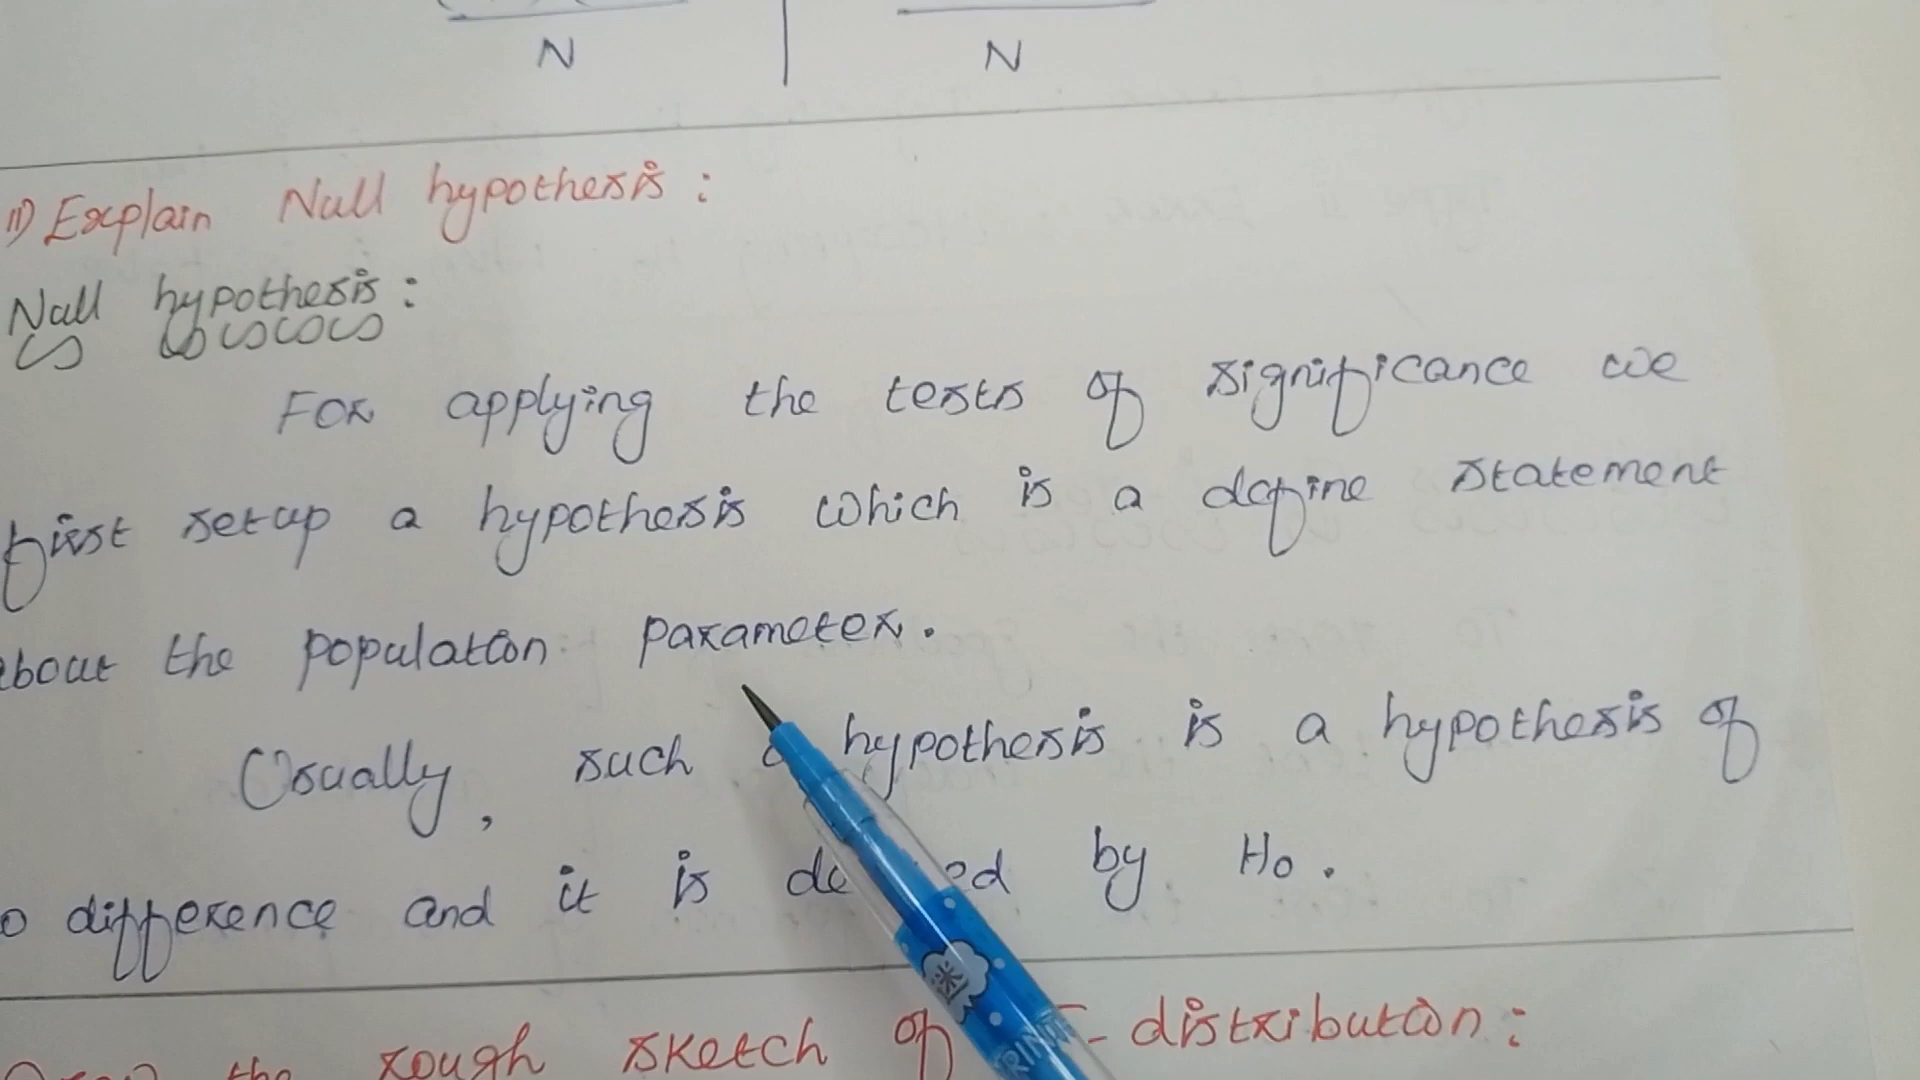 N N
11) Explain Null hypothesis :
Null hypothesis :
For applying the tests of significance we
first setup a hypothesis which is a define statement
about the population parameter.
Usually, such a hypothesis is a hypothesis of
difference and it is by H0.
the rough sketch of - distribution :